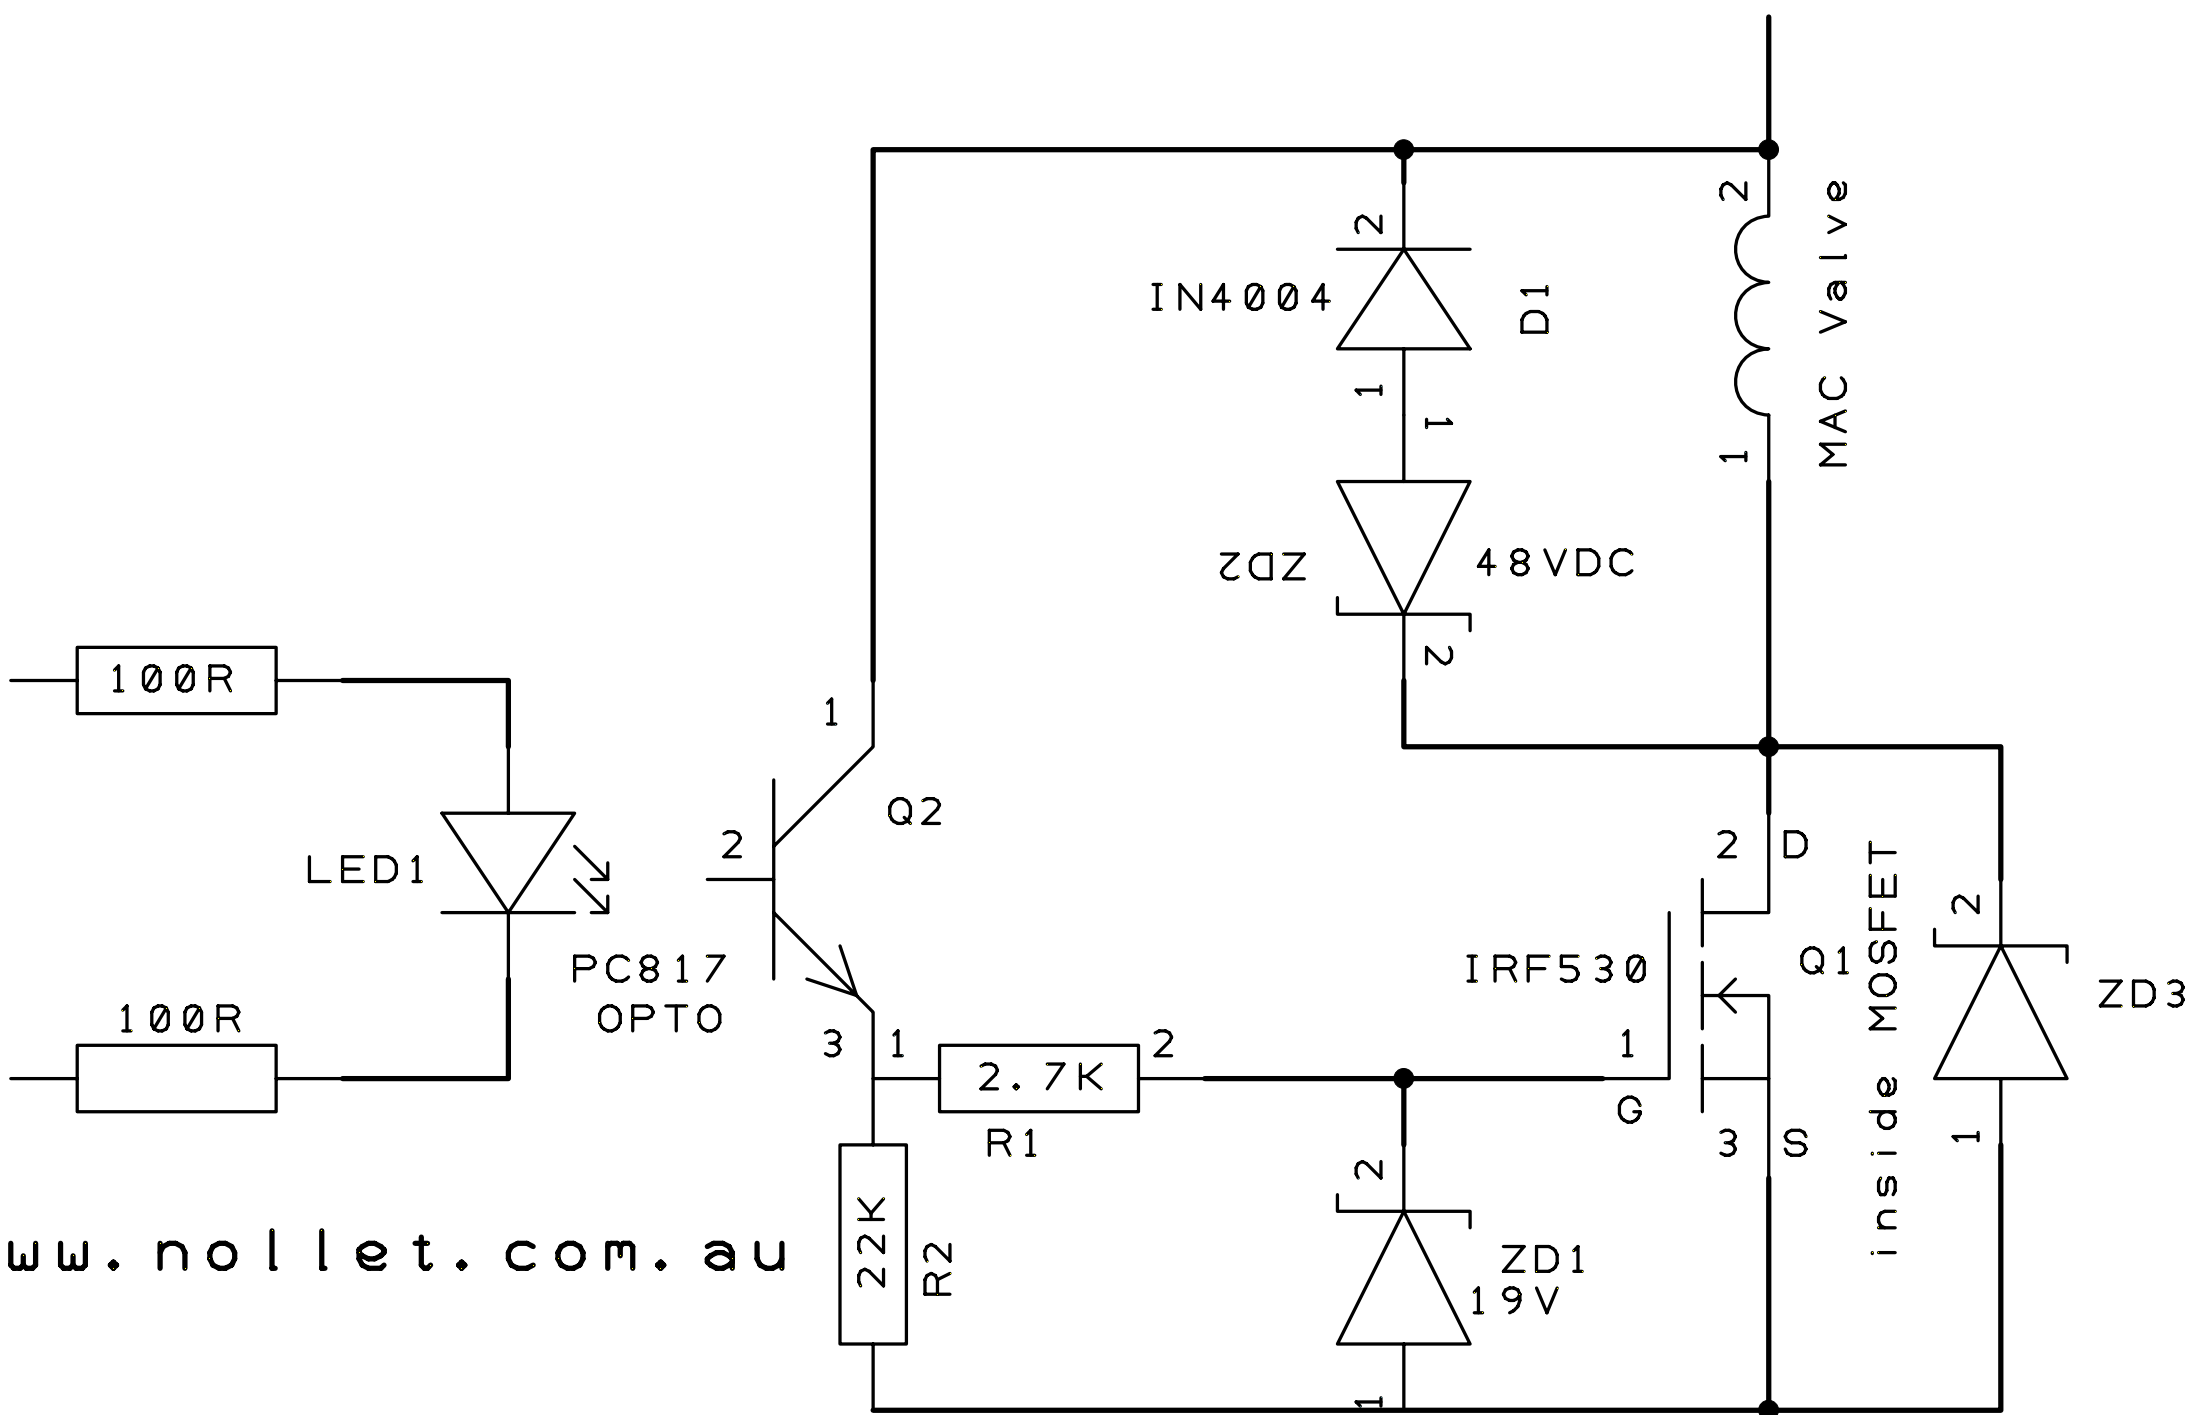 2
MAC Valve
2
IN4004
D1
1
1
1
ZD2
48VDC
2
100R
1
Q2
2
2 D
LED1
2
PC817
IRF530
Q1
inside MOSFET
ZD3
OPTO
100R
3
1
2
1
2.7K
G
R1
3 S
1
2
22K
R2
ww.nollet.com.au
ZD1
19V
1